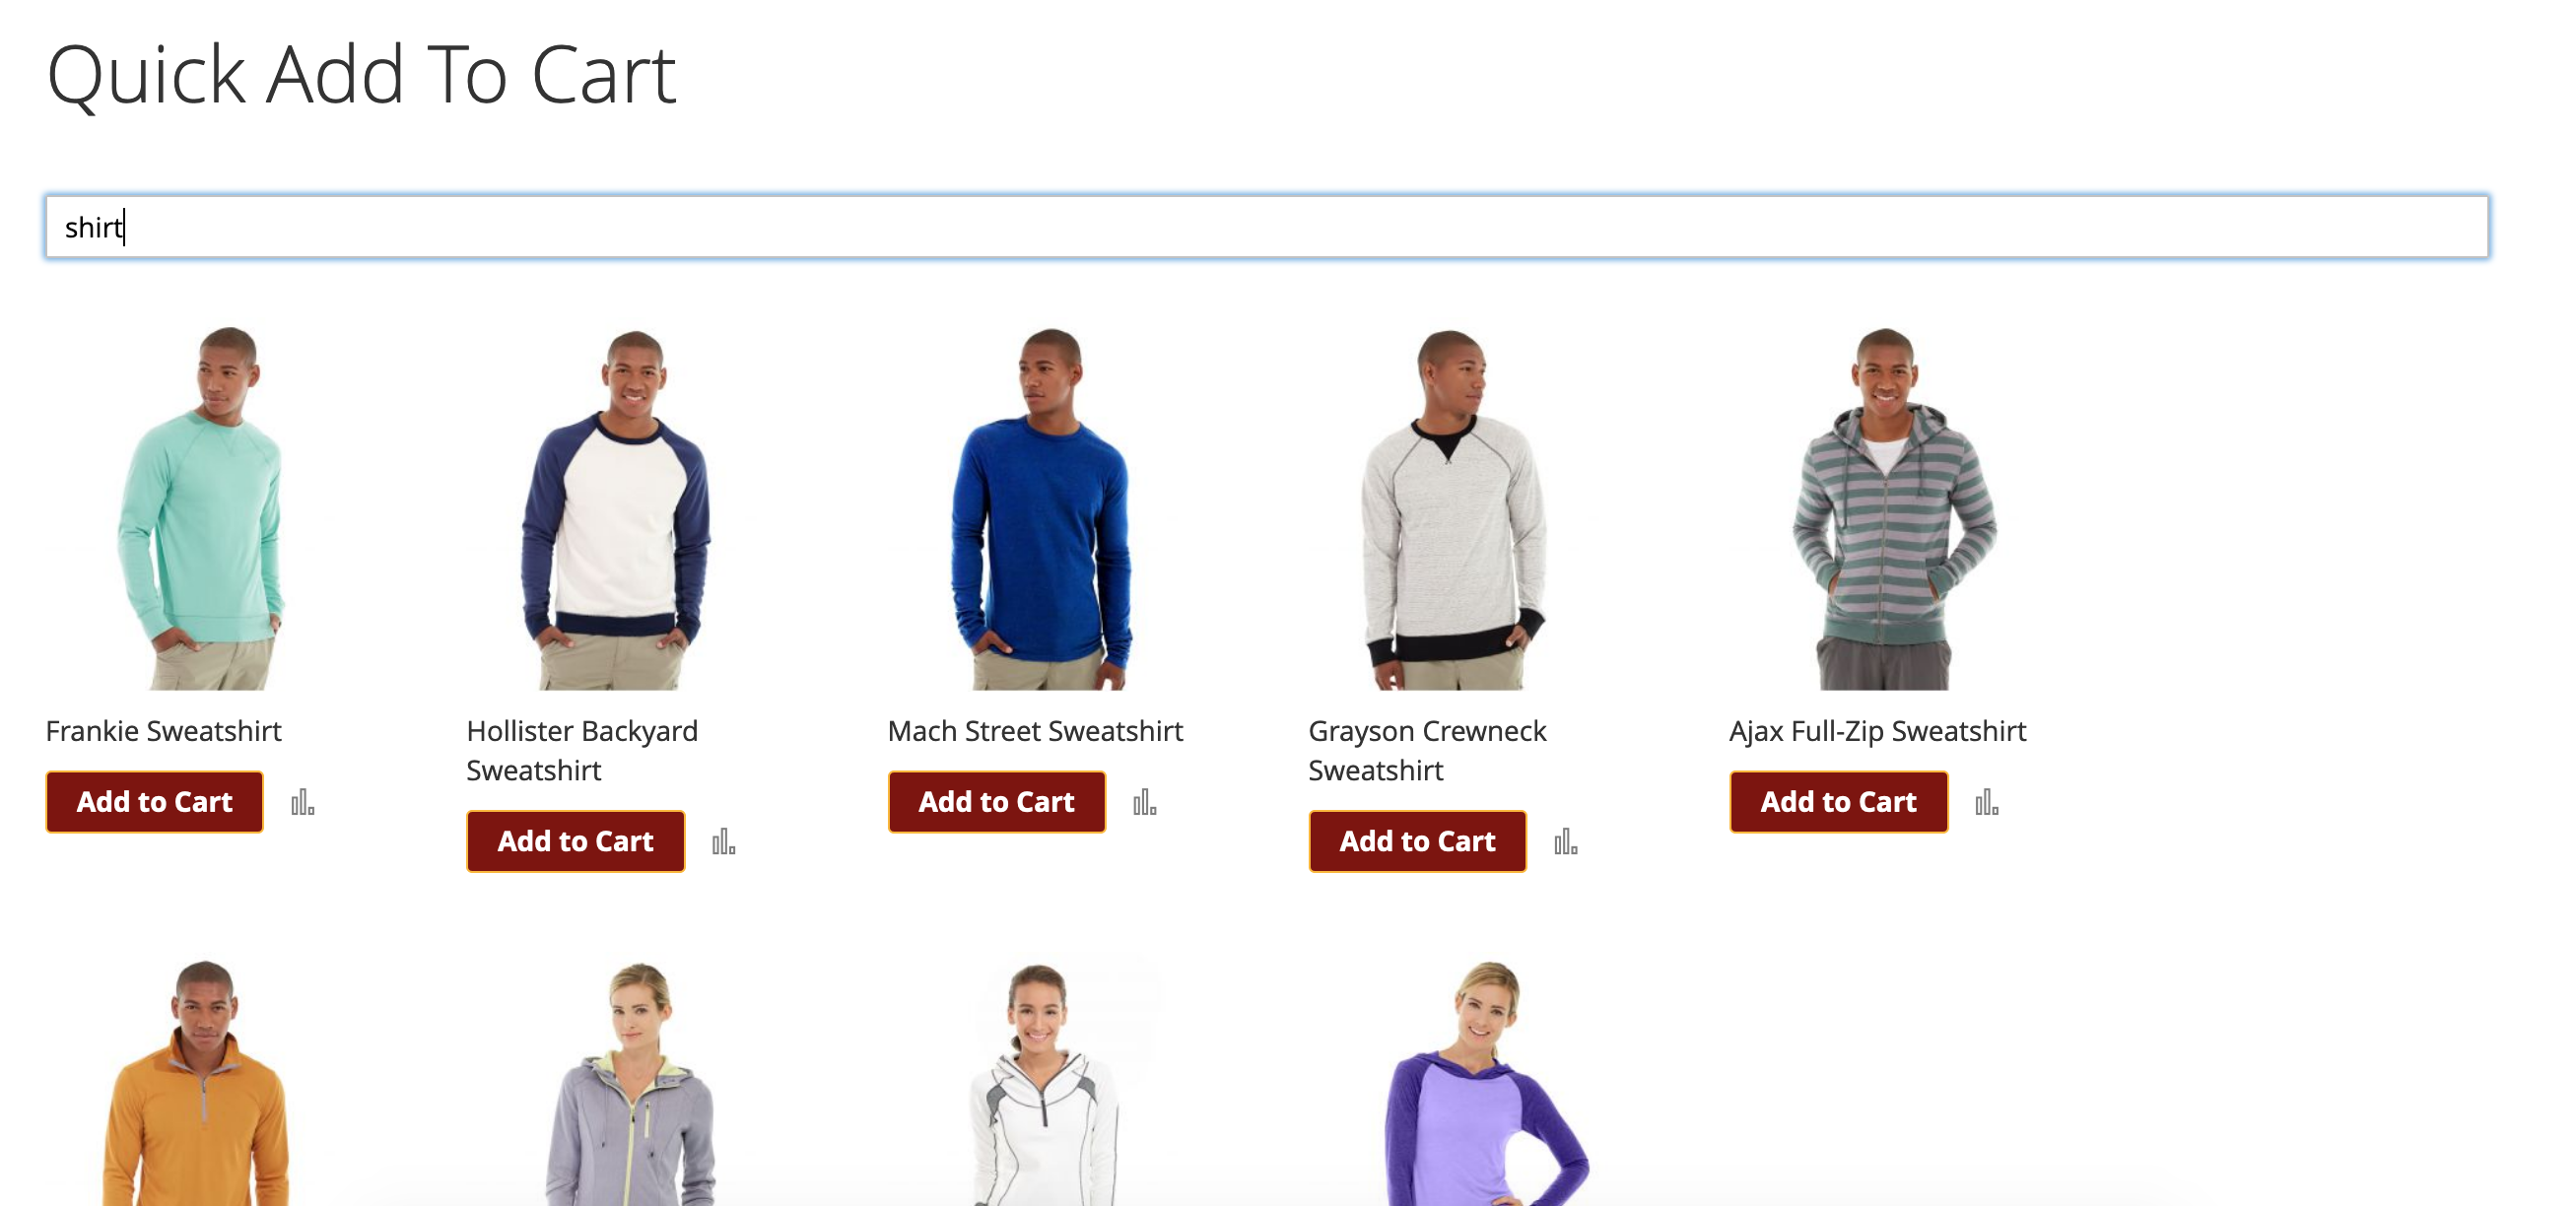 Quick Add To Cart
shirt
Frankie Sweatshirt
Add to Cart
Hollister Backyard
Sweatshirt
Add to Cart
Mach Street Sweatshirt
Add to Cart
Grayson Crewneck
Sweatshirt
Add to Cart
Ajax Full-Zip Sweatshirt
Add to Cart